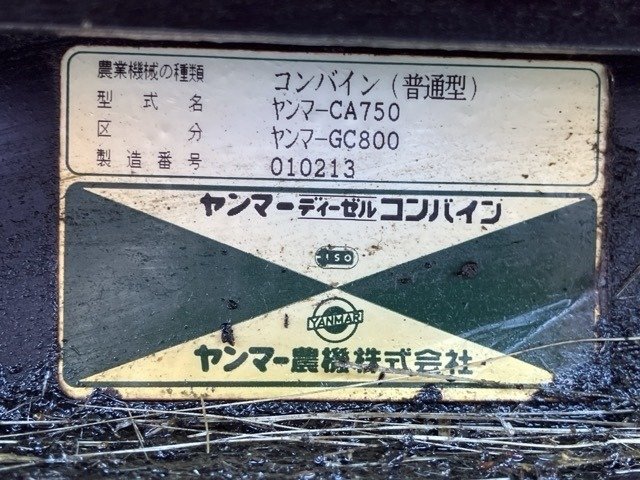 農業機械の種類 コンバイン(普通型)
型式名 ヤンマーCA750
区分 ヤンマーGC800
製造番号 010213
ヤンマーディーゼルコンバイン
YANMAR
ヤンマー農機株式会社